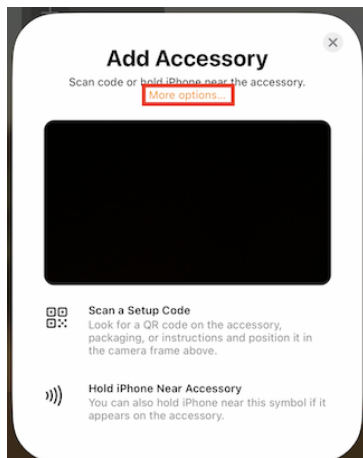 Add Accessory
Scan code or hold iPhone near the accessory.
More options...
Scan a Setup Code
Look for a QR code on the accessory,
packaging, or instructions and position it in
the camera frame above.
Hold iPhone Near Accessory
You can also hold iPhone near this symbol if it
appears on the accessory.